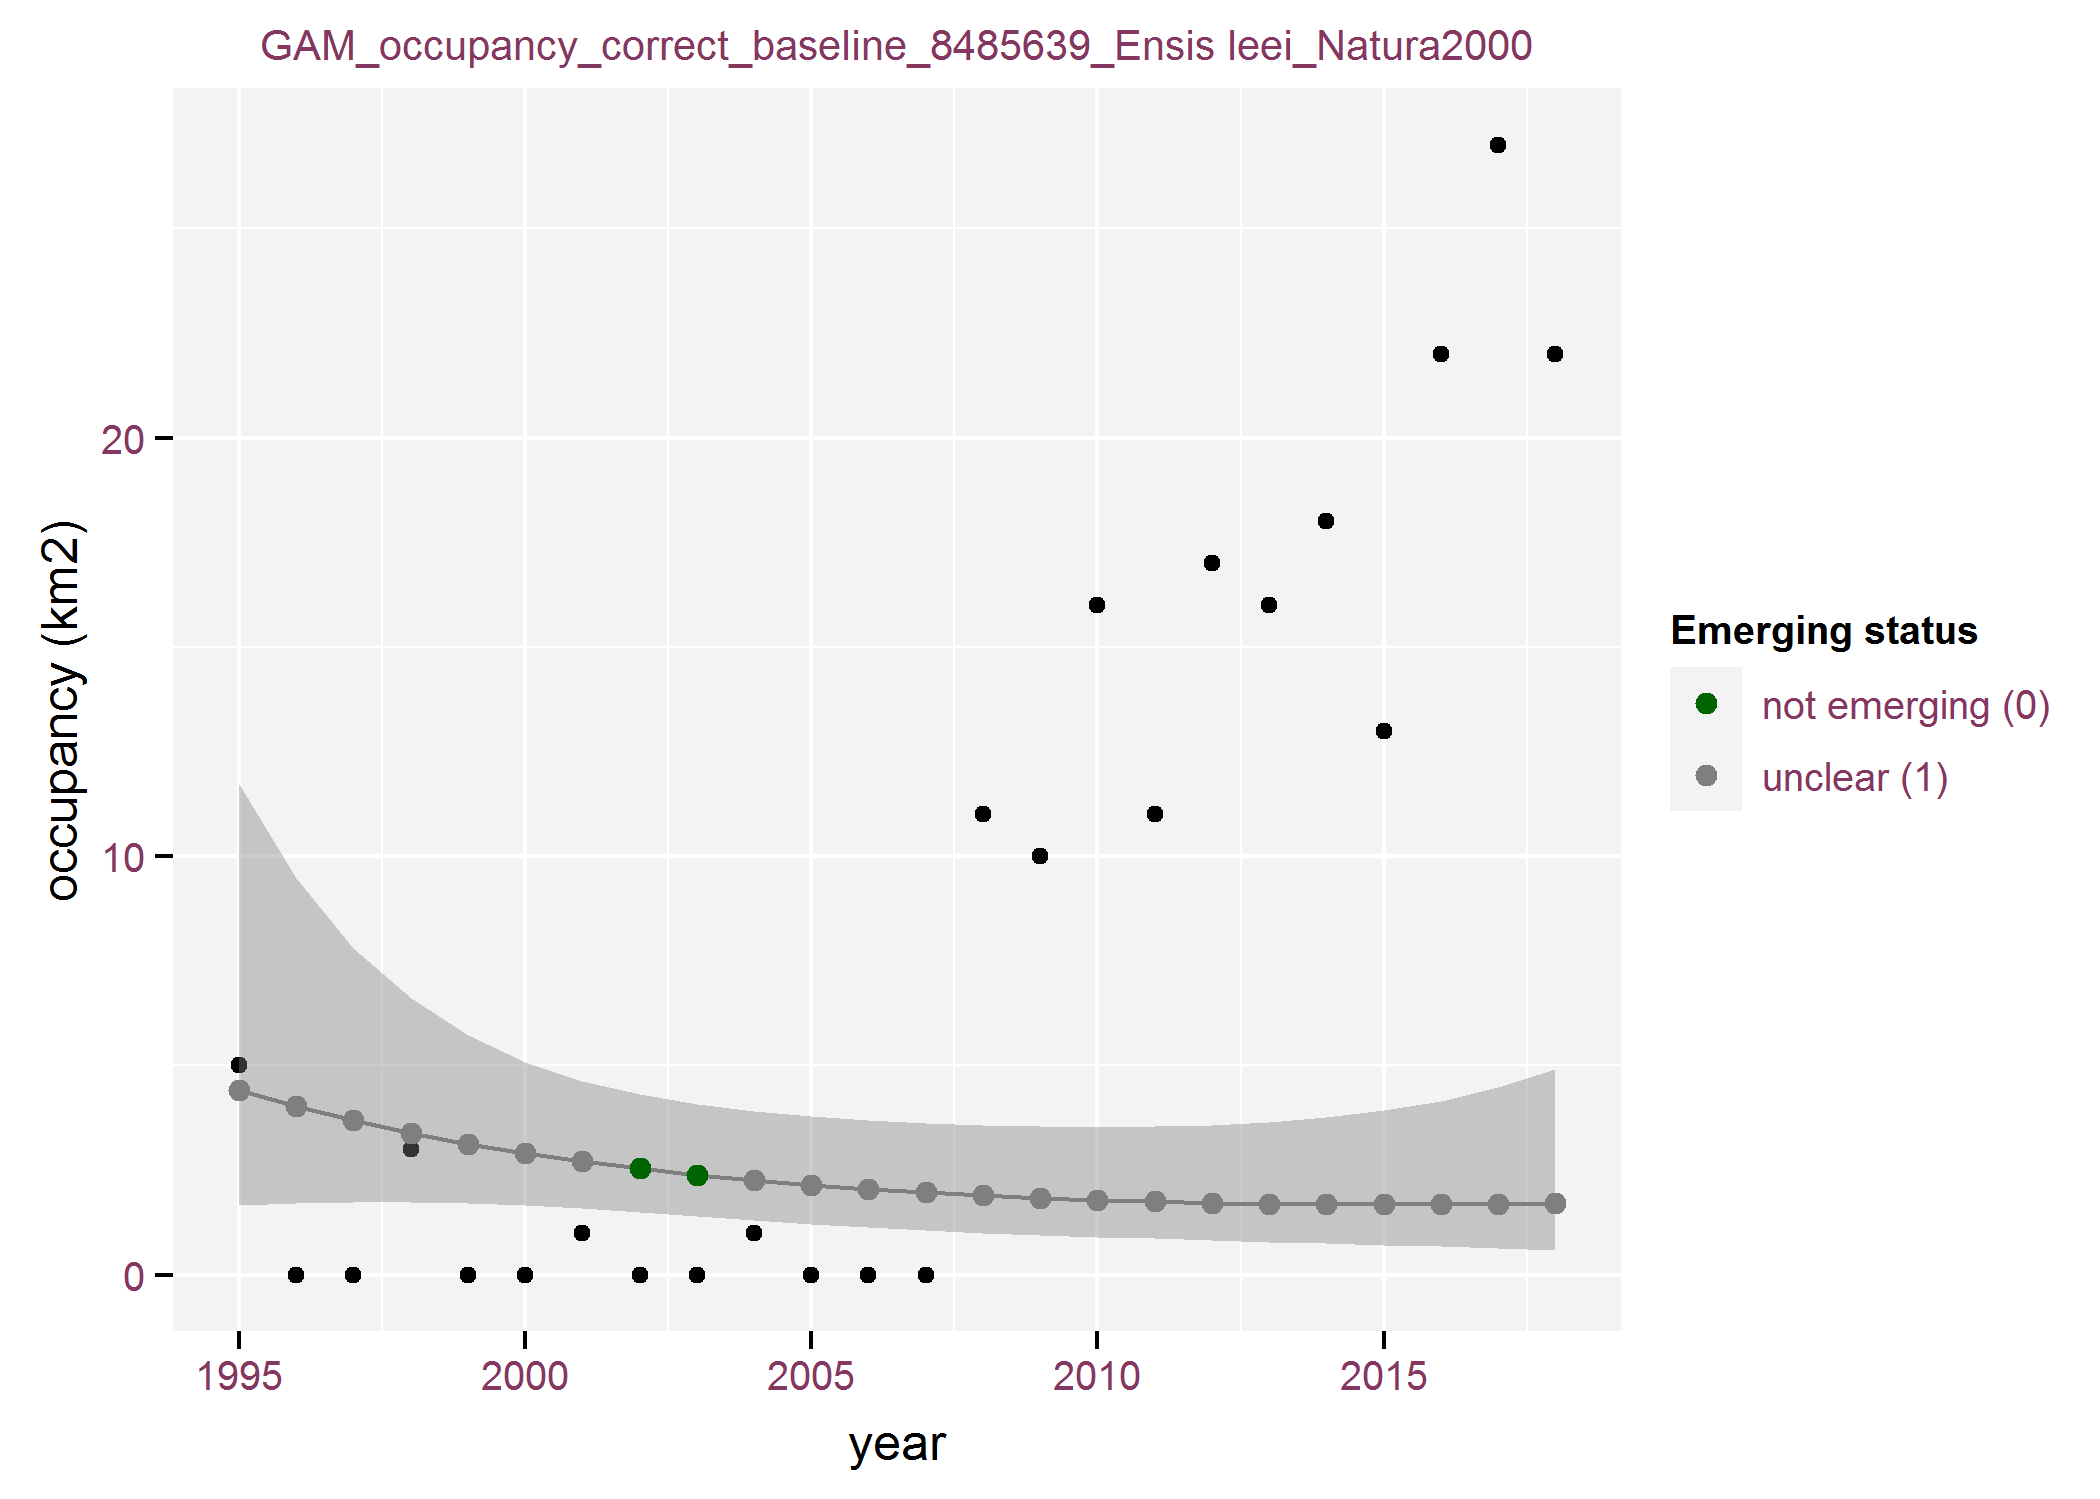 GAM_occupancy_correct_baseline_8485639_Ensis leei_Natura2000
occupancy (km2)
20
10
0
1995 2000 2005 2010 2015
year
Emerging status
not emerging (0)
unclear (1)